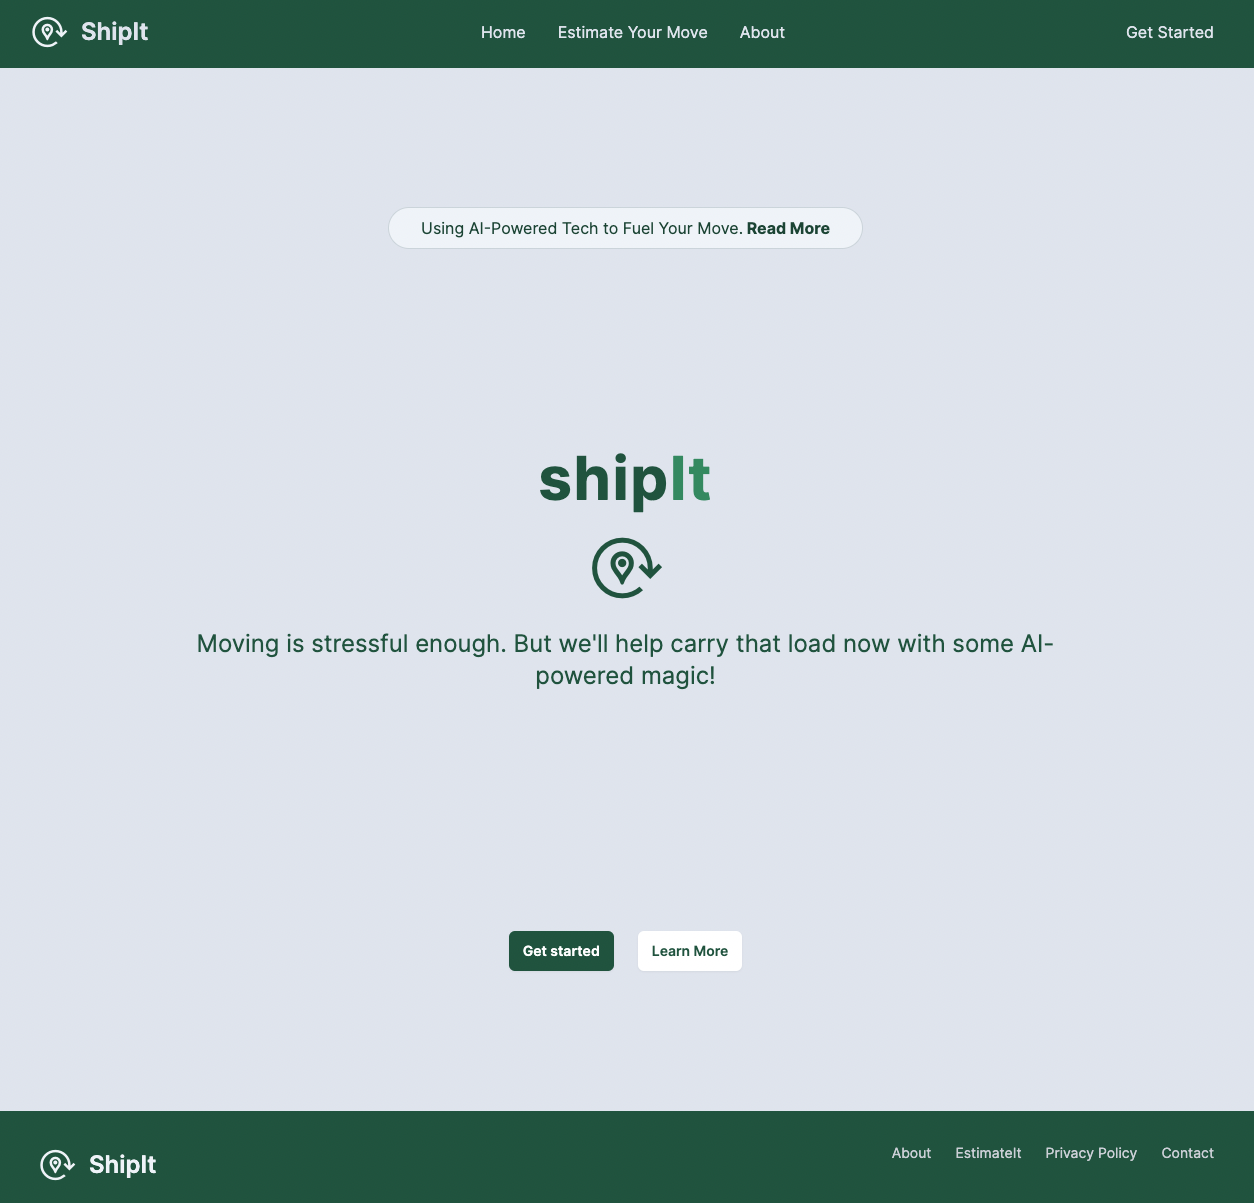 ShipIt
Home
Estimate Your Move
About
Get Started
Using AI-Powered Tech to Fuel Your Move. Read More
shipIt
Moving is stressful enough. But we'll help carry that load now with some AI-
powered magic!
Get started
Learn More
ShipIt
About
EstimateIt
Privacy Policy
Contact